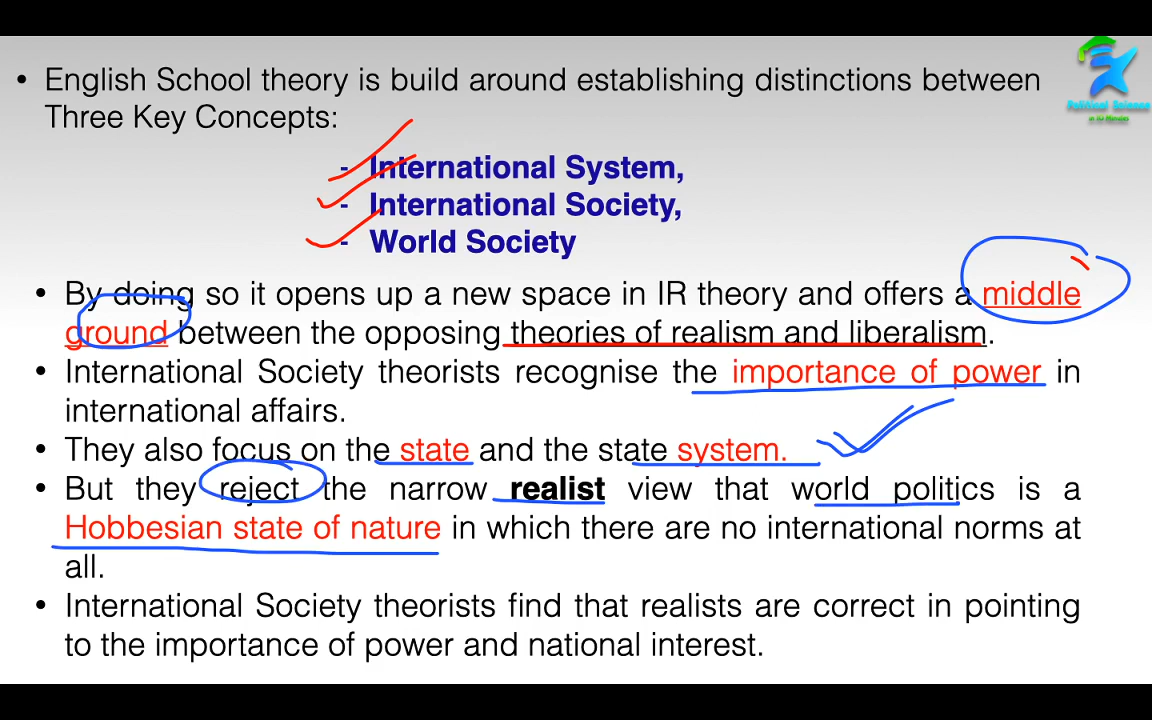 • English School theory is build around establishing distinctions between
Three Key Concepts:
- International System,
- International Society,
- World Society
• By doing so it opens up a new space in IR theory and offers a middle
ground between the opposing theories of realism and liberalism.
• International Society theorists recognise the importance of power in
international affairs.
• They also focus on the state and the state system.
• But they reject the narrow realist view that world politics is a
Hobbesian state of nature in which there are no international norms at
all.
• International Society theorists find that realists are correct in pointing
to the importance of power and national interest.
Political Science
in 10 Minutes